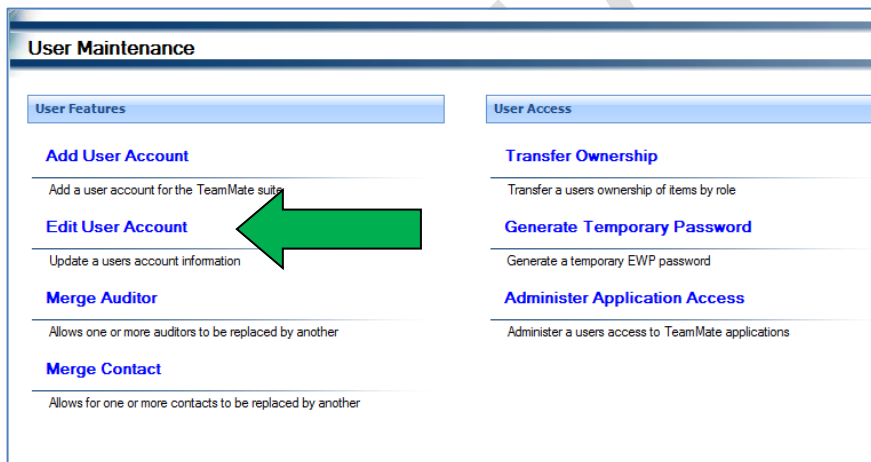 User Maintenance
User Features
Add User Account
Add a user account for the TeamMate suite
Edit User Account
Update a users account information
Merge Auditor
Allows one or more auditors to be replaced by another
Merge Contact
Allows for one or more contacts to be replaced by another
User Access
Transfer Ownership
Transfer a users ownership of items by role
Generate Temporary Password
Generate a temporary EWP password
Administer Application Access
Administer a users access to TeamMate applications